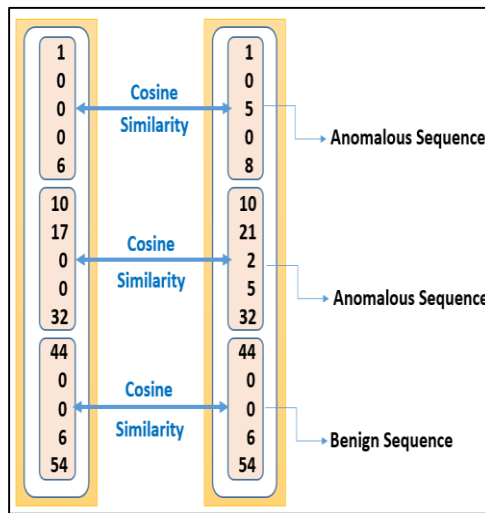 1 1
0 0
0 Cosine 5
Similarity
0 0 Anomalous Sequence
6 8
10 10
17 21
0 Cosine 2
Similarity
0 5 Anomalous Sequence
32 32
44 44
0 0
0 Cosine 0
Similarity
6 6 Benign Sequence
54 54